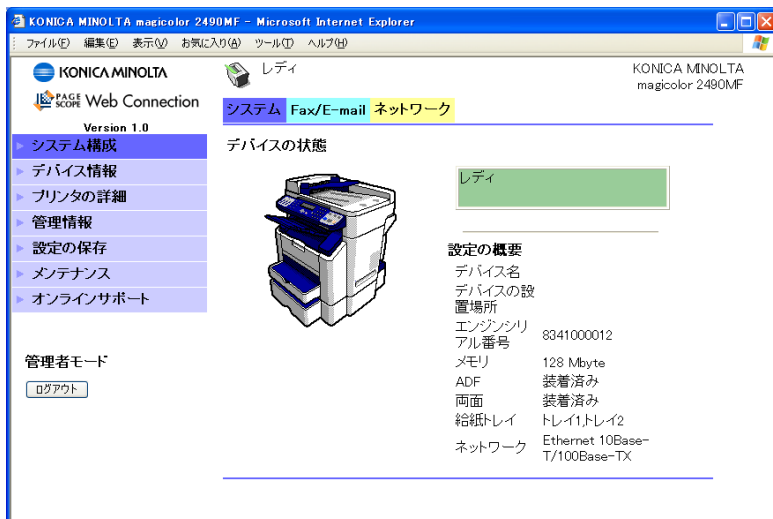 KONICA MINOLTA magicolor 2490MF - Microsoft Internet Explorer
ファイル(F) 編集(E) 表示(V) お気に入り(A) ツール(T) ヘルプ(H)
KONICA MINOLTA
レディ
KONICA MINOLTA
magicolor 2490MF
PAGE SCOPE Web Connection
Version 1.0
システム Fax/E-mail ネットワーク
システム構成
デバイス情報
プリンタの詳細
管理情報
設定の保存
メンテナンス
オンラインサポート
管理者モード
ログアウト
デバイスの状態
レディ
設定の概要
デバイス名
デバイスの設
置場所
エンジンシリ
アル番号 8341000012
メモリ 128 Mbyte
ADF 装着済み
両面 装着済み
給紙トレイ トレイ1,トレイ2
ネットワーク Ethernet 10Base-
T/100Base-TX